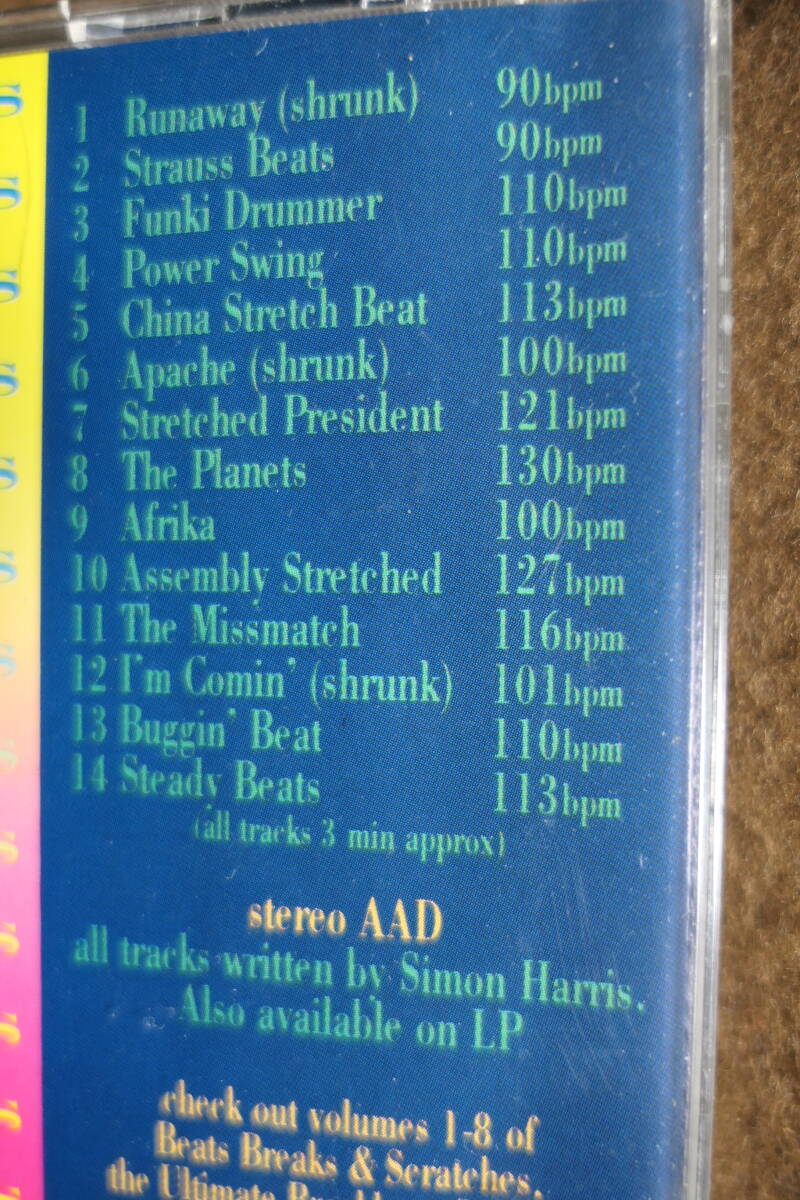 1 Runaway (shrunk) 90bpm
2 Strauss Beats 90bpm
3 Funki Drummer 110bpm
4 Power Swing 110bpm
5 China Stretch Beat 113bpm
6 Apache (shrunk) 100bpm
7 Stretched President 121bpm
8 The Planets 130bpm
9 Afrika 100bpm
10 Assembly Stretched 127bpm
11 The Missmatch 116bpm
12 I'm Comin' (shrunk) 101bpm
13 Buggin' Beat 110bpm
14 Steady Beats 113bpm
(all tracks 3 min approx)
stereo AAD
all tracks written by Simon Harris.
Also available on LP
check out volumes 1-8 of
Beats Breaks & Scratches,
the Ultimate